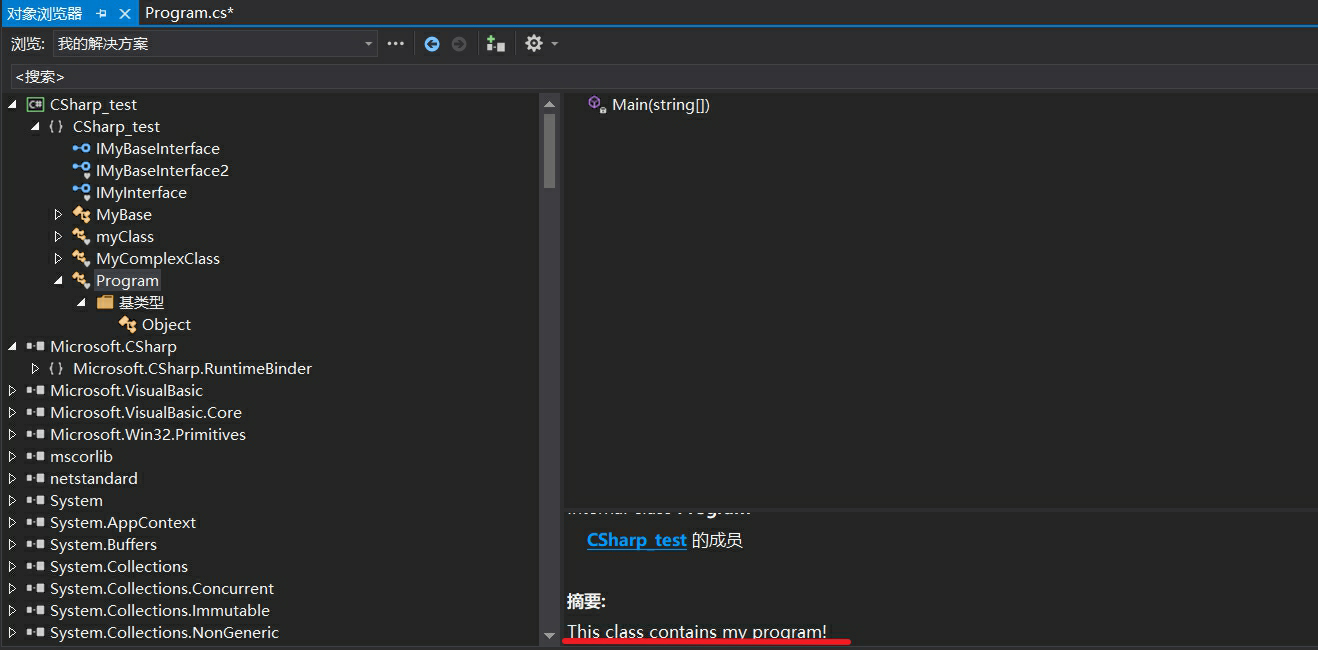 对象浏览器 Program.cs*
浏览: 我的解决方案
<搜索>
CSharp_test
CSharp_test
IMyBaseInterface
IMyBaseInterface2
IMyInterface
MyBase
myClass
MyComplexClass
Program
基类型
Object
Microsoft.CSharp
Microsoft.CSharp.RuntimeBinder
Microsoft.VisualBasic
Microsoft.VisualBasic.Core
Microsoft.Win32.Primitives
mscorlib
netstandard
System
System.AppContext
System.Buffers
System.Collections
System.Collections.Concurrent
System.Collections.Immutable
System.Collections.NonGeneric
Main(string[])
CSharp_test 的成员
摘要:
This class contains my program!